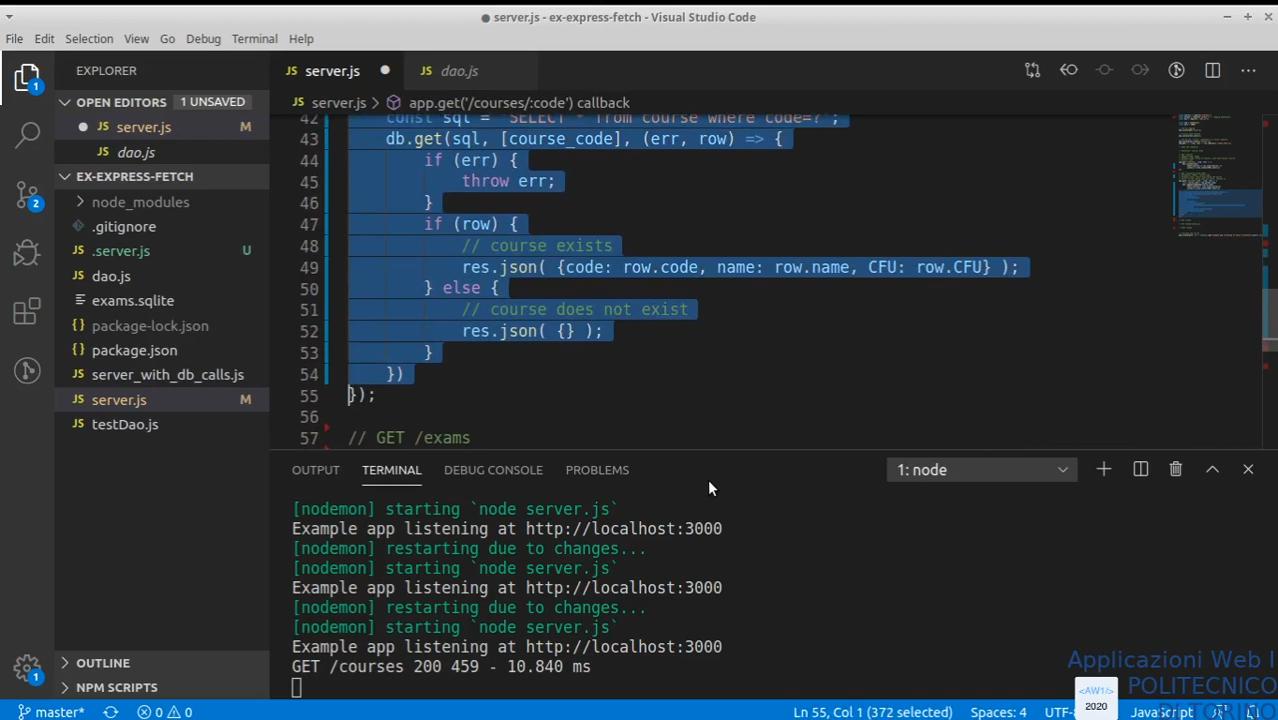 server.js - ex-express-fetch - Visual Studio Code
File Edit Selection View Go Debug Terminal Help
EXPLORER
OPEN EDITORS 1 UNSAVED
server.js M
dao.js
EX-EXPRESS-FETCH
node_modules
.gitignore
.server.js U
dao.js
exams.sqlite
package-lock.json
package.json
server_with_db_calls.js
server.js M
testDao.js
OUTLINE
NPM SCRIPTS
JS server.js JS dao.js
JS server.js > app.get('/courses/:code') callback
42 const sql = 'SELECT * from course where code=?';
43 db.get(sql, [course_code], (err, row) => {
44 if (err) {
45 throw err;
46 }
47 if (row) {
48 // course exists
49 res.json( {code: row.code, name: row.name, CFU: row.CFU} );
50 } else {
51 // course does not exist
52 res.json( {} );
53 }
54 })
55 });
56
57 // GET /exams
OUTPUT TERMINAL DEBUG CONSOLE PROBLEMS 1: node
[nodemon] starting `node server.js`
Example app listening at http://localhost:3000
[nodemon] restarting due to changes...
[nodemon] starting `node server.js`
Example app listening at http://localhost:3000
[nodemon] restarting due to changes...
[nodemon] starting `node server.js`
Example app listening at http://localhost:3000
GET /courses 200 459 - 10.840 ms
Applicazioni Web I
POLITECNICO
DI TORINO
<AW1/>
2020
master* 0 0 Ln 55, Col 1 (372 selected) Spaces: 4 UTF- JavaScript